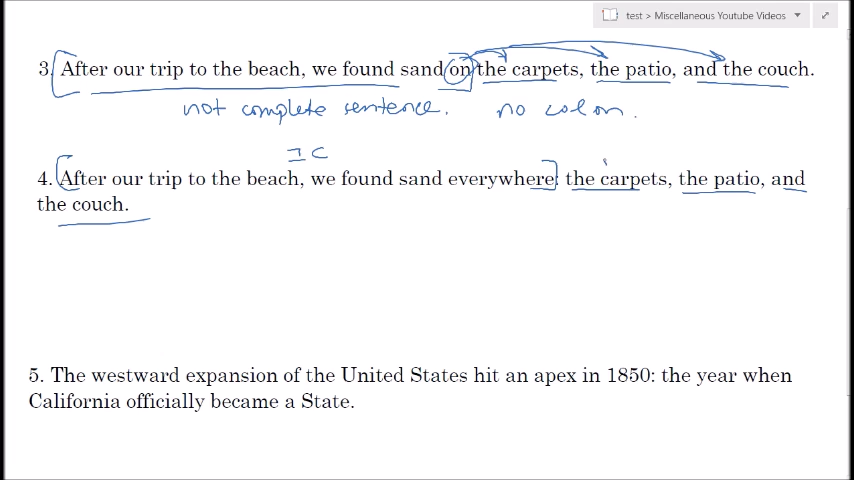 test > Miscellaneous Youtube Videos
3. After our trip to the beach, we found sand on the carpets, the patio, and the couch.
not complete sentence. no colon.
IC
4. After our trip to the beach, we found sand everywhere: the carpets, the patio, and
the couch.
5. The westward expansion of the United States hit an apex in 1850: the year when
California officially became a State.